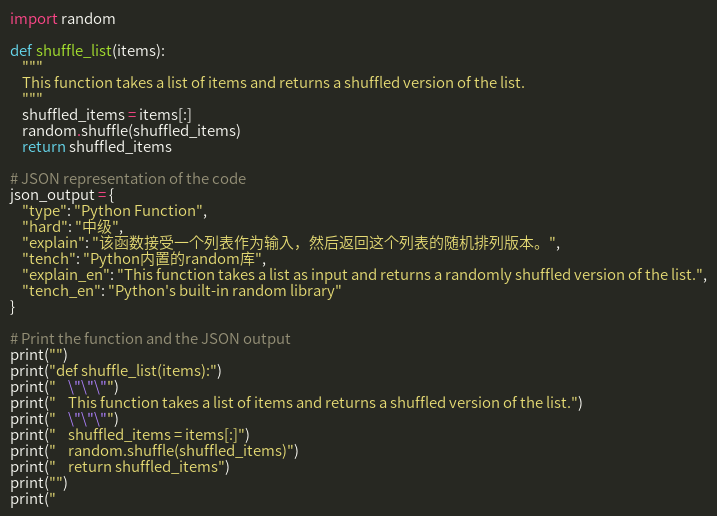 import random

def shuffle_list(items):
    """
    This function takes a list of items and returns a shuffled version of the list.
    """
    shuffled_items = items[:]
    random.shuffle(shuffled_items)
    return shuffled_items

# JSON representation of the code
json_output = {
    "type": "Python Function",
    "hard": "中级",
    "explain": "该函数接受一个列表作为输入，然后返回这个列表的随机排列版本。",
    "tench": "Python内置的random库",
    "explain_en": "This function takes a list as input and returns a randomly shuffled version of the list.",
    "tench_en": "Python's built-in random library"
}

# Print the function and the JSON output
print("")
print("def shuffle_list(items):")
print("    \"\"\"")
print("    This function takes a list of items and returns a shuffled version of the list.")
print("    \"\"\"")
print("    shuffled_items = items[:]")
print("    random.shuffle(shuffled_items)")
print("    return shuffled_items")
print("")
print("